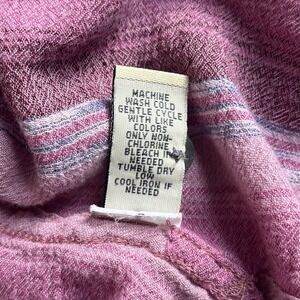 MACHINE
WASH COLD
GENTLE CYCLE
WITH LIKE
COLORS
ONLY NON-
CHLORINE
BLEACH IF
NEEDED
TUMBLE DRY
LOW
COOL IRON IF
NEEDED